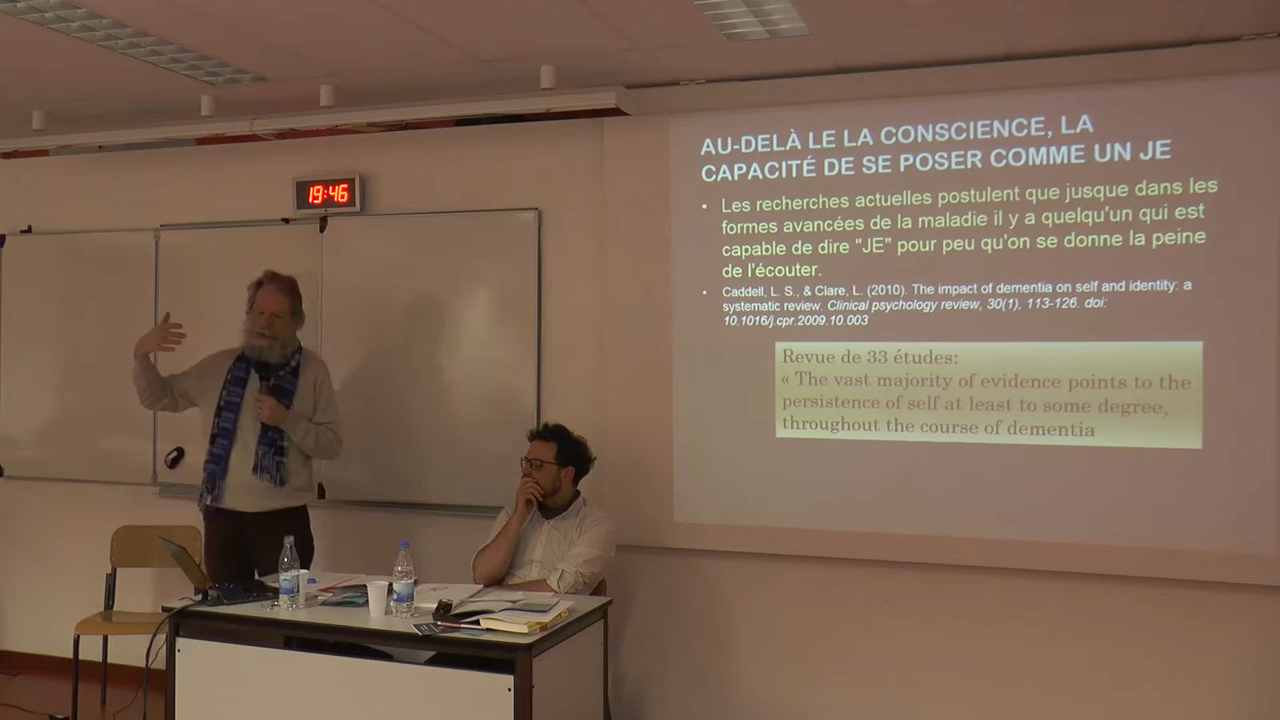 19:46
AU-DELÀ LE LA CONSCIENCE, LA
CAPACITÉ DE SE POSER COMME UN JE
• Les recherches actuelles postulent que jusque dans les
formes avancées de la maladie il y a quelqu'un qui est
capable de dire "JE" pour peu qu'on se donne la peine
de l'écouter.
• Caddell, L. S., & Clare, L. (2010). The impact of dementia on self and identity: a
systematic review. Clinical psychology review, 30(1), 113-126. doi:
10.1016/j.cpr.2009.10.003
Revue de 33 études:
« The vast majority of evidence points to the
persistence of self at least to some degree,
throughout the course of dementia